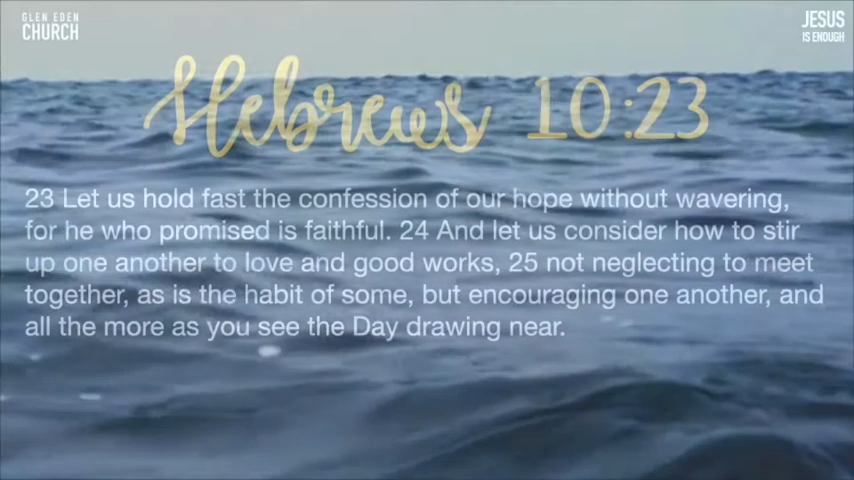 GLEN EDEN
CHURCH
JESUS
IS ENOUGH
Hebrews 10:23
23 Let us hold fast the confession of our hope without wavering,
for he who promised is faithful. 24 And let us consider how to stir
up one another to love and good works, 25 not neglecting to meet
together, as is the habit of some, but encouraging one another, and
all the more as you see the Day drawing near.